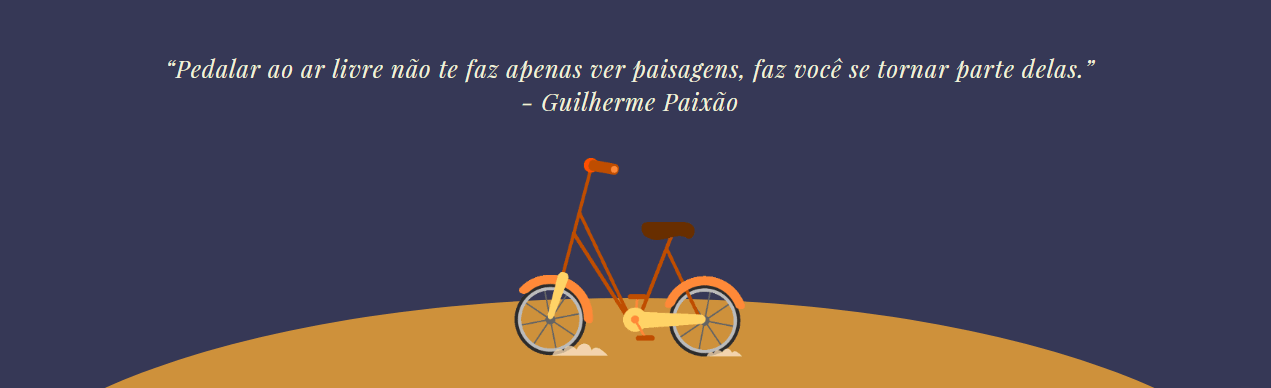 “Pedalar ao ar livre não te faz apenas ver paisagens, faz você se tornar parte delas.”
- Guilherme Paixão